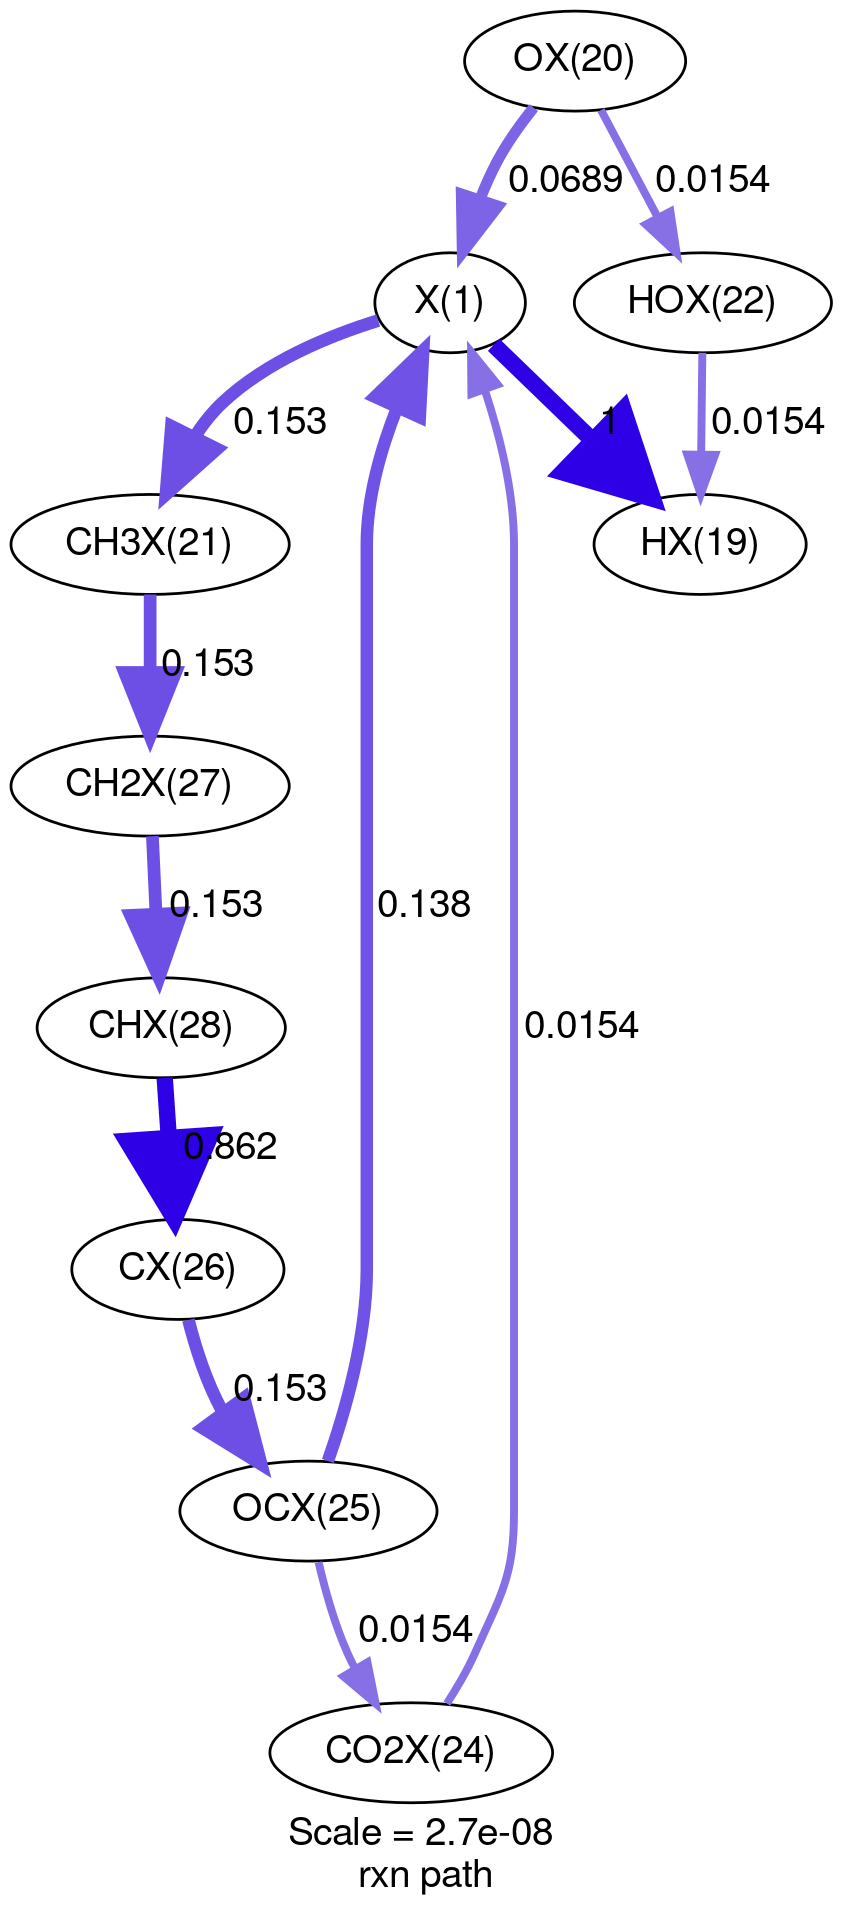 OX(20)
0.0689
0.0154
X(1)
HOX(22)
0.153
1
0.0154
CH3X(21)
HX(19)
0.153
CH2X(27)
0.153
0.138
CHX(28)
0.0154
0.862
CX(26)
0.153
OCX(25)
0.0154
CO2X(24)
Scale = 2.7e-08
rxn path